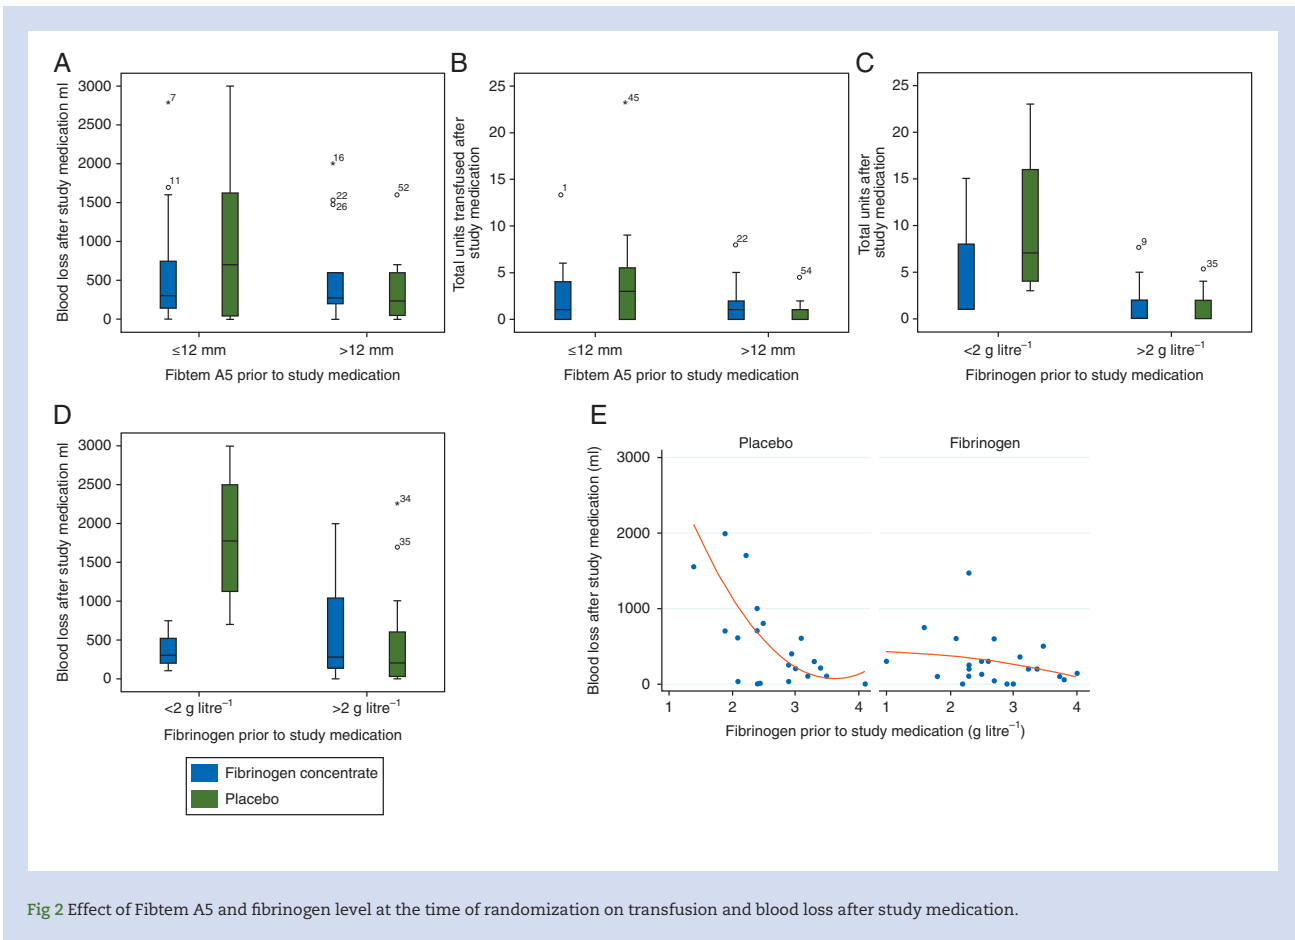 A
Blood loss after study medication ml
3000
2500
2000
1500
1000
500
0
*7
11
*16
22
26
52
≤12 mm
>12 mm
Fibtem A5 prior to study medication
B
Total units transfused after
study medication
25
20
15
10
5
0
1
*45
22
54
≤12 mm
>12 mm
Fibtem A5 prior to study medication
C
Total units after
study medication
25
20
15
10
5
0
9
35
<2 g litre⁻¹
>2 g litre⁻¹
Fibrinogen prior to study medication
D
Blood loss after study medication ml
3000
2500
2000
1500
1000
500
0
*34
35
<2 g litre⁻¹
>2 g litre⁻¹
Fibrinogen prior to study medication
Fibrinogen concentrate
Placebo
E
Placebo
Fibrinogen
Blood loss after study medication (ml)
3000
2000
1000
0
1 2 3 4 1 2 3 4
Fibrinogen prior to study medication (g litre⁻¹)
Fig 2 Effect of Fibtem A5 and fibrinogen level at the time of randomization on transfusion and blood loss after study medication.